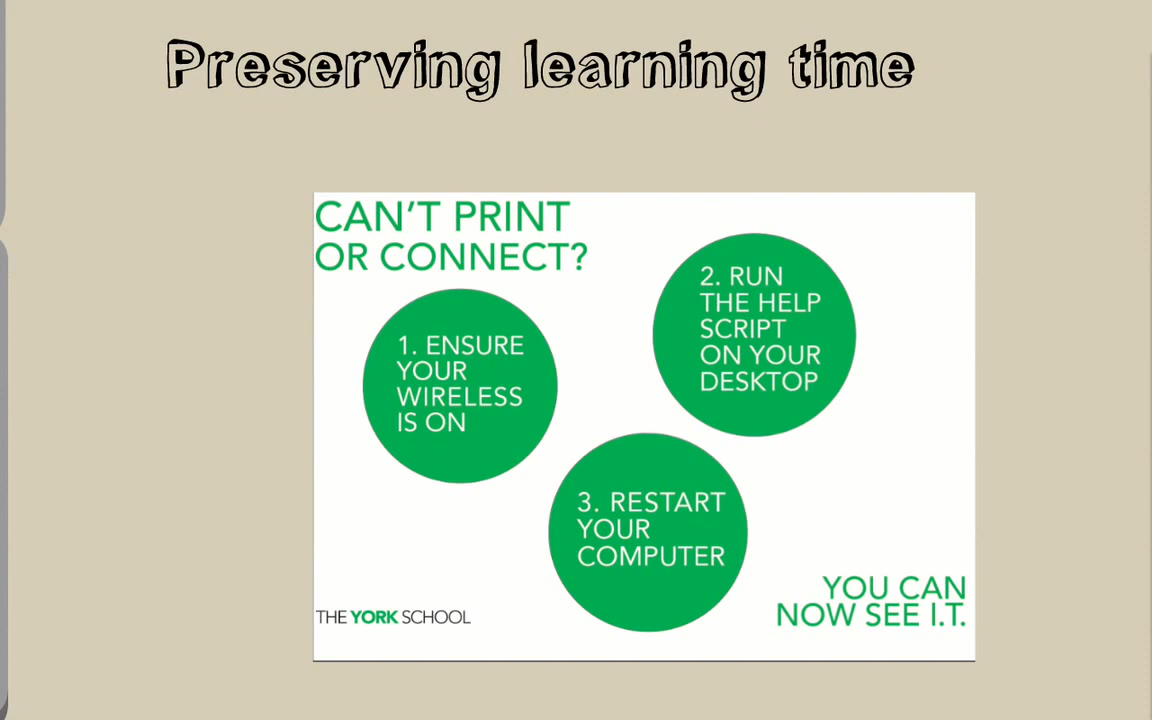 Preserving learning time
CAN'T PRINT
OR CONNECT?
1. ENSURE
YOUR
WIRELESS
IS ON
2. RUN
THE HELP
SCRIPT
ON YOUR
DESKTOP
3. RESTART
YOUR
COMPUTER
THE YORK SCHOOL
YOU CAN
NOW SEE I.T.